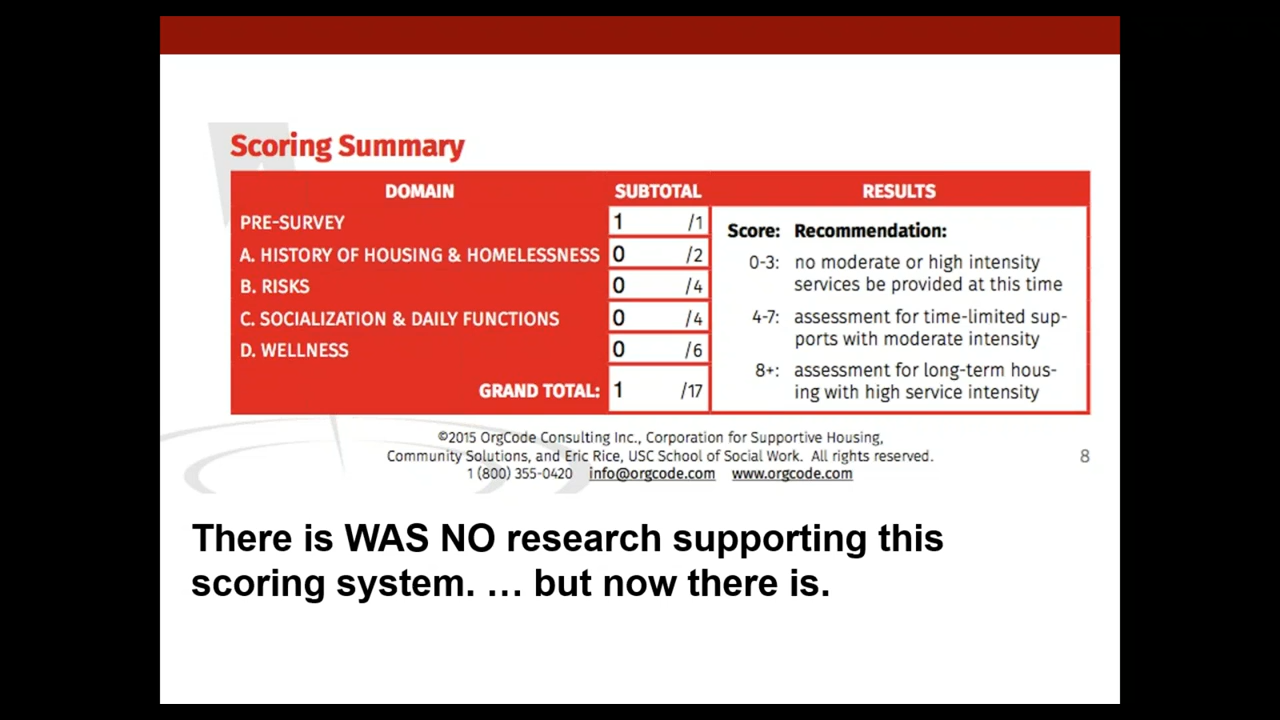 Scoring Summary
DOMAIN SUBTOTAL RESULTS
PRE-SURVEY 1 /1
A. HISTORY OF HOUSING & HOMELESSNESS 0 /2
B. RISKS 0 /4
C. SOCIALIZATION & DAILY FUNCTIONS 0 /4
D. WELLNESS 0 /6
GRAND TOTAL: 1 /17
Score: Recommendation:
0-3: no moderate or high intensity
services be provided at this time
4-7: assessment for time-limited sup-
ports with moderate intensity
8+: assessment for long-term hous-
ing with high service intensity
©2015 OrgCode Consulting Inc., Corporation for Supportive Housing,
Community Solutions, and Eric Rice, USC School of Social Work. All rights reserved.
1 (800) 355-0420 info@orgcode.com www.orgcode.com
8
There is WAS NO research supporting this
scoring system. … but now there is.